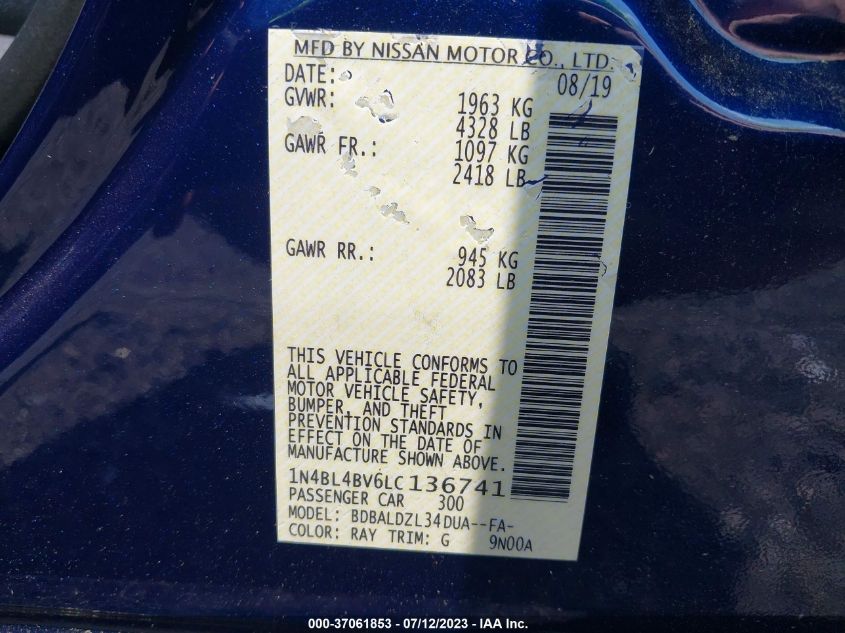 MFD BY NISSAN MOTOR CO., LTD.
DATE: 08/19
GVWR: 1963 KG
4328 LB
GAWR FR.: 1097 KG
2418 LB
GAWR RR.: 945 KG
2083 LB
THIS VEHICLE CONFORMS TO
ALL APPLICABLE FEDERAL
MOTOR VEHICLE SAFETY,
BUMPER, AND THEFT
PREVENTION STANDARDS IN
EFFECT ON THE DATE OF
MANUFACTURE SHOWN ABOVE.
1N4BL4BV6LC136741
PASSENGER CAR 300
MODEL: BDBALDZL34DUA--FA-
COLOR: RAY TRIM: G 9N00A
000-37061853 - 07/12/2023 - IAA Inc.